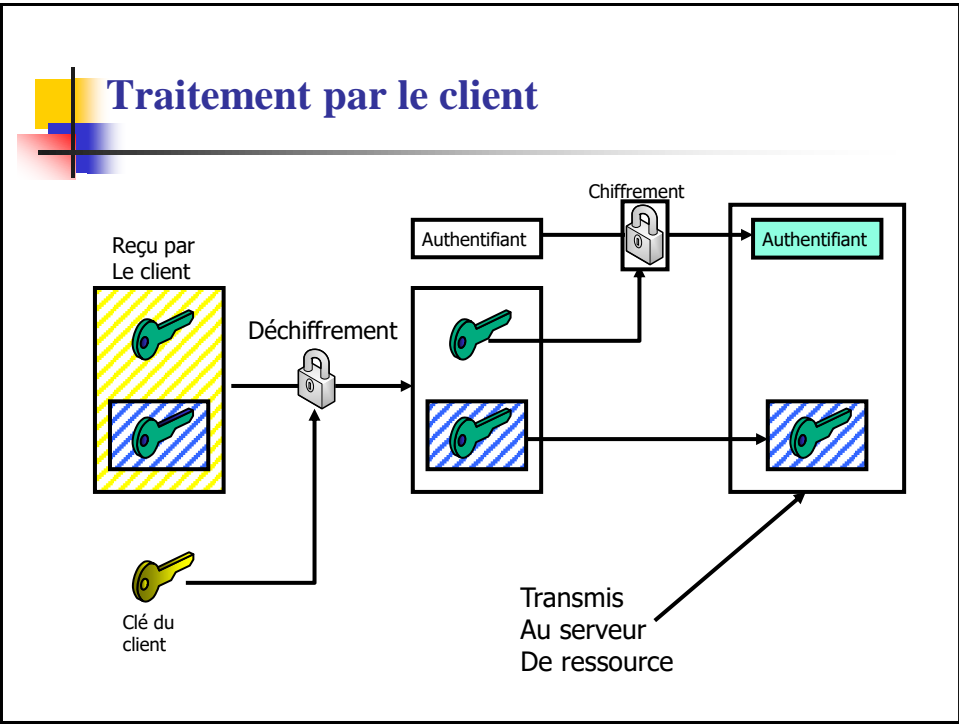 Traitement par le client
Chiffrement
Authentifiant
Authentifiant
Reçu par
Le client
Déchiffrement
Clé du
client
Transmis
Au serveur
De ressource